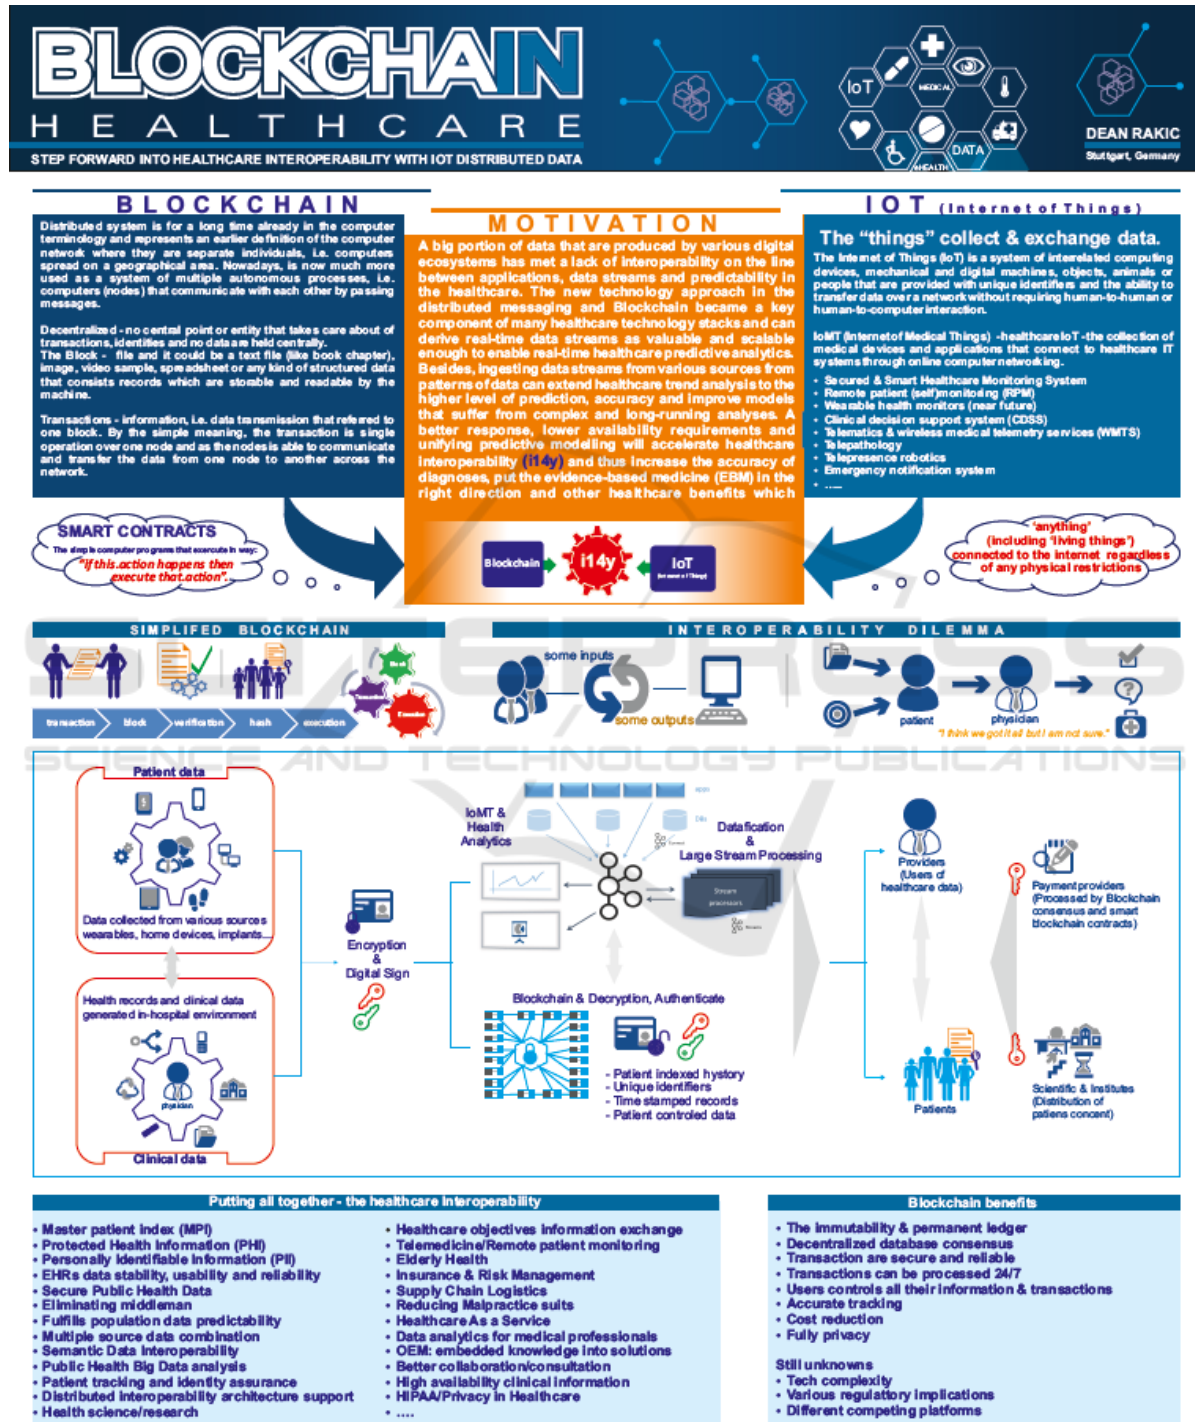 BLOCKCHAIN
HEALTHCARE
STEP FORWARD INTO HEALTHCARE INTEROPERABILITY WITH IOT DISTRIBUTED DATA
IoT
MEDICAL
DATA
eHEALTH
DEAN RAKIC
Stuttgart, Germany
BLOCKCHAIN
Distributed system is for a long time already in the computer
terminology and represents an earlier definition of the computer
network where they are separate individuals, i.e. computers
spread on a geographical area. Nowadays, is now much more
used as a system of multiple autonomous processes, i.e.
computers (nodes) that communicate with each other by passing
messages.
Decentralized - no central point or entity that takes care about of
transactions, identities and no data are held centrally.
The Block - file and it could be a text file (like book chapter),
image, video sample, spreadsheet or any kind of structured data
that consists records which are storable and readable by the
machine.
Transactions - information, i.e. data transmission that referred to
one block. By the simple meaning, the transaction is single
operation over one node and as the nodes is able to communicate
and transfer the data from one node to another across the
network.
SMART CONTRACTS
The simple computer programs that execute in way:
"if this.action happens then
execute that.action".
MOTIVATION
A big portion of data that are produced by various digital
ecosystems has met a lack of interoperability on the line
between applications, data streams and predictability in
the healthcare. The new technology approach in the
distributed messaging and Blockchain became a key
component of many healthcare technology stacks and can
derive real-time data streams as valuable and scalable
enough to enable real-time healthcare predictive analytics.
Besides, ingesting data streams from various sources from
patterns of data can extend healthcare trend analysis to the
higher level of prediction, accuracy and improve models
that suffer from complex and long-running analyses. A
better response, lower availability requirements and
unifying predictive modelling will accelerate healthcare
interoperability (i14y) and thus increase the accuracy of
diagnoses, put the evidence-based medicine (EBM) in the
right direction and other healthcare benefits which
Blockchain
i14y
IoT
(Internet of Things)
IOT (Internet of Things)
The "things" collect & exchange data.
The Internet of Things (IoT) is a system of interrelated computing
devices, mechanical and digital machines, objects, animals or
people that are provided with unique identifiers and the ability to
transfer data over a network without requiring human-to-human or
human-to-computer interaction.
IoMT (Internet of Medical Things) - healthcare IoT - the collection of
medical devices and applications that connect to healthcare IT
systems through online computer networking.
• Secured & Smart Healthcare Monitoring System
• Remote patient (self)monitoring (RPM)
• Wearable health monitors (near future)
• Clinical decision support system (CDSS)
• Telematics & wireless medical telemetry services (WMTS)
• Telepathology
• Telepresence robotics
• Emergency notification system
• .....
'anything'
(including 'living things')
connected to the internet regardless
of any physical restrictions
SIMPLIFED BLOCKCHAIN
Block
Transaction
Execution
transaction
block
verification
hash
execution
INTEROPERABILITY DILEMMA
some inputs
some outputs
patient
physician
"I think we got it all but I am not sure."
SCITEPRESS
SCIENCE AND TECHNOLOGY PUBLICATIONS
Patient data
Data collected from various sources
wearables, home devices, implants...
Health records and clinical data
generated in-hospital environment
physician
Clinical data
Encryption
&
Digital Sign
IoMT &
Health
Analytics
APPS
DBs
Datafication
&
Large Stream Processing
Stream
processors
Blockchain & Decryption, Authenticate
- Patient indexed hystory
- Unique identifiers
- Time stamped records
- Patient controled data
Providers
(Users of
healthcare data)
Patients
Payment providers
(Processed by Blockchain
consensus and smart
blockchain contracts)
Scientific & Institutes
(Distribution of
patiens concent)
Putting all together - the healthcare Interoperability
• Master patient index (MPI)
• Protected Health Information (PHI)
• Personally Identifiable Information (PII)
• EHRs data stability, usability and reliability
• Secure Public Health Data
• Eliminating middleman
• Fulfills population data predictability
• Multiple source data combination
• Semantic Data Interoperability
• Public Health Big Data analysis
• Patient tracking and identity assurance
• Distributed interoperability architecture support
• Health science/research
• Healthcare objectives information exchange
• Telemedicine/Remote patient monitoring
• Elderly Health
• Insurance & Risk Management
• Supply Chain Logistics
• Reducing Malpractice suits
• Healthcare As a Service
• Data analytics for medical professionals
• OEM: embedded knowledge into solutions
• Better collaboration/consultation
• High availability clinical information
• HIPAA/Privacy in Healthcare
• ....
Blockchain benefits
• The immutability & permanent ledger
• Decentralized database consensus
• Transaction are secure and reliable
• Transactions can be processed 24/7
• Users controls all their information & transactions
• Accurate tracking
• Cost reduction
• Fully privacy
Still unknowns
• Tech complexity
• Various regulattory implications
• Different competing platforms